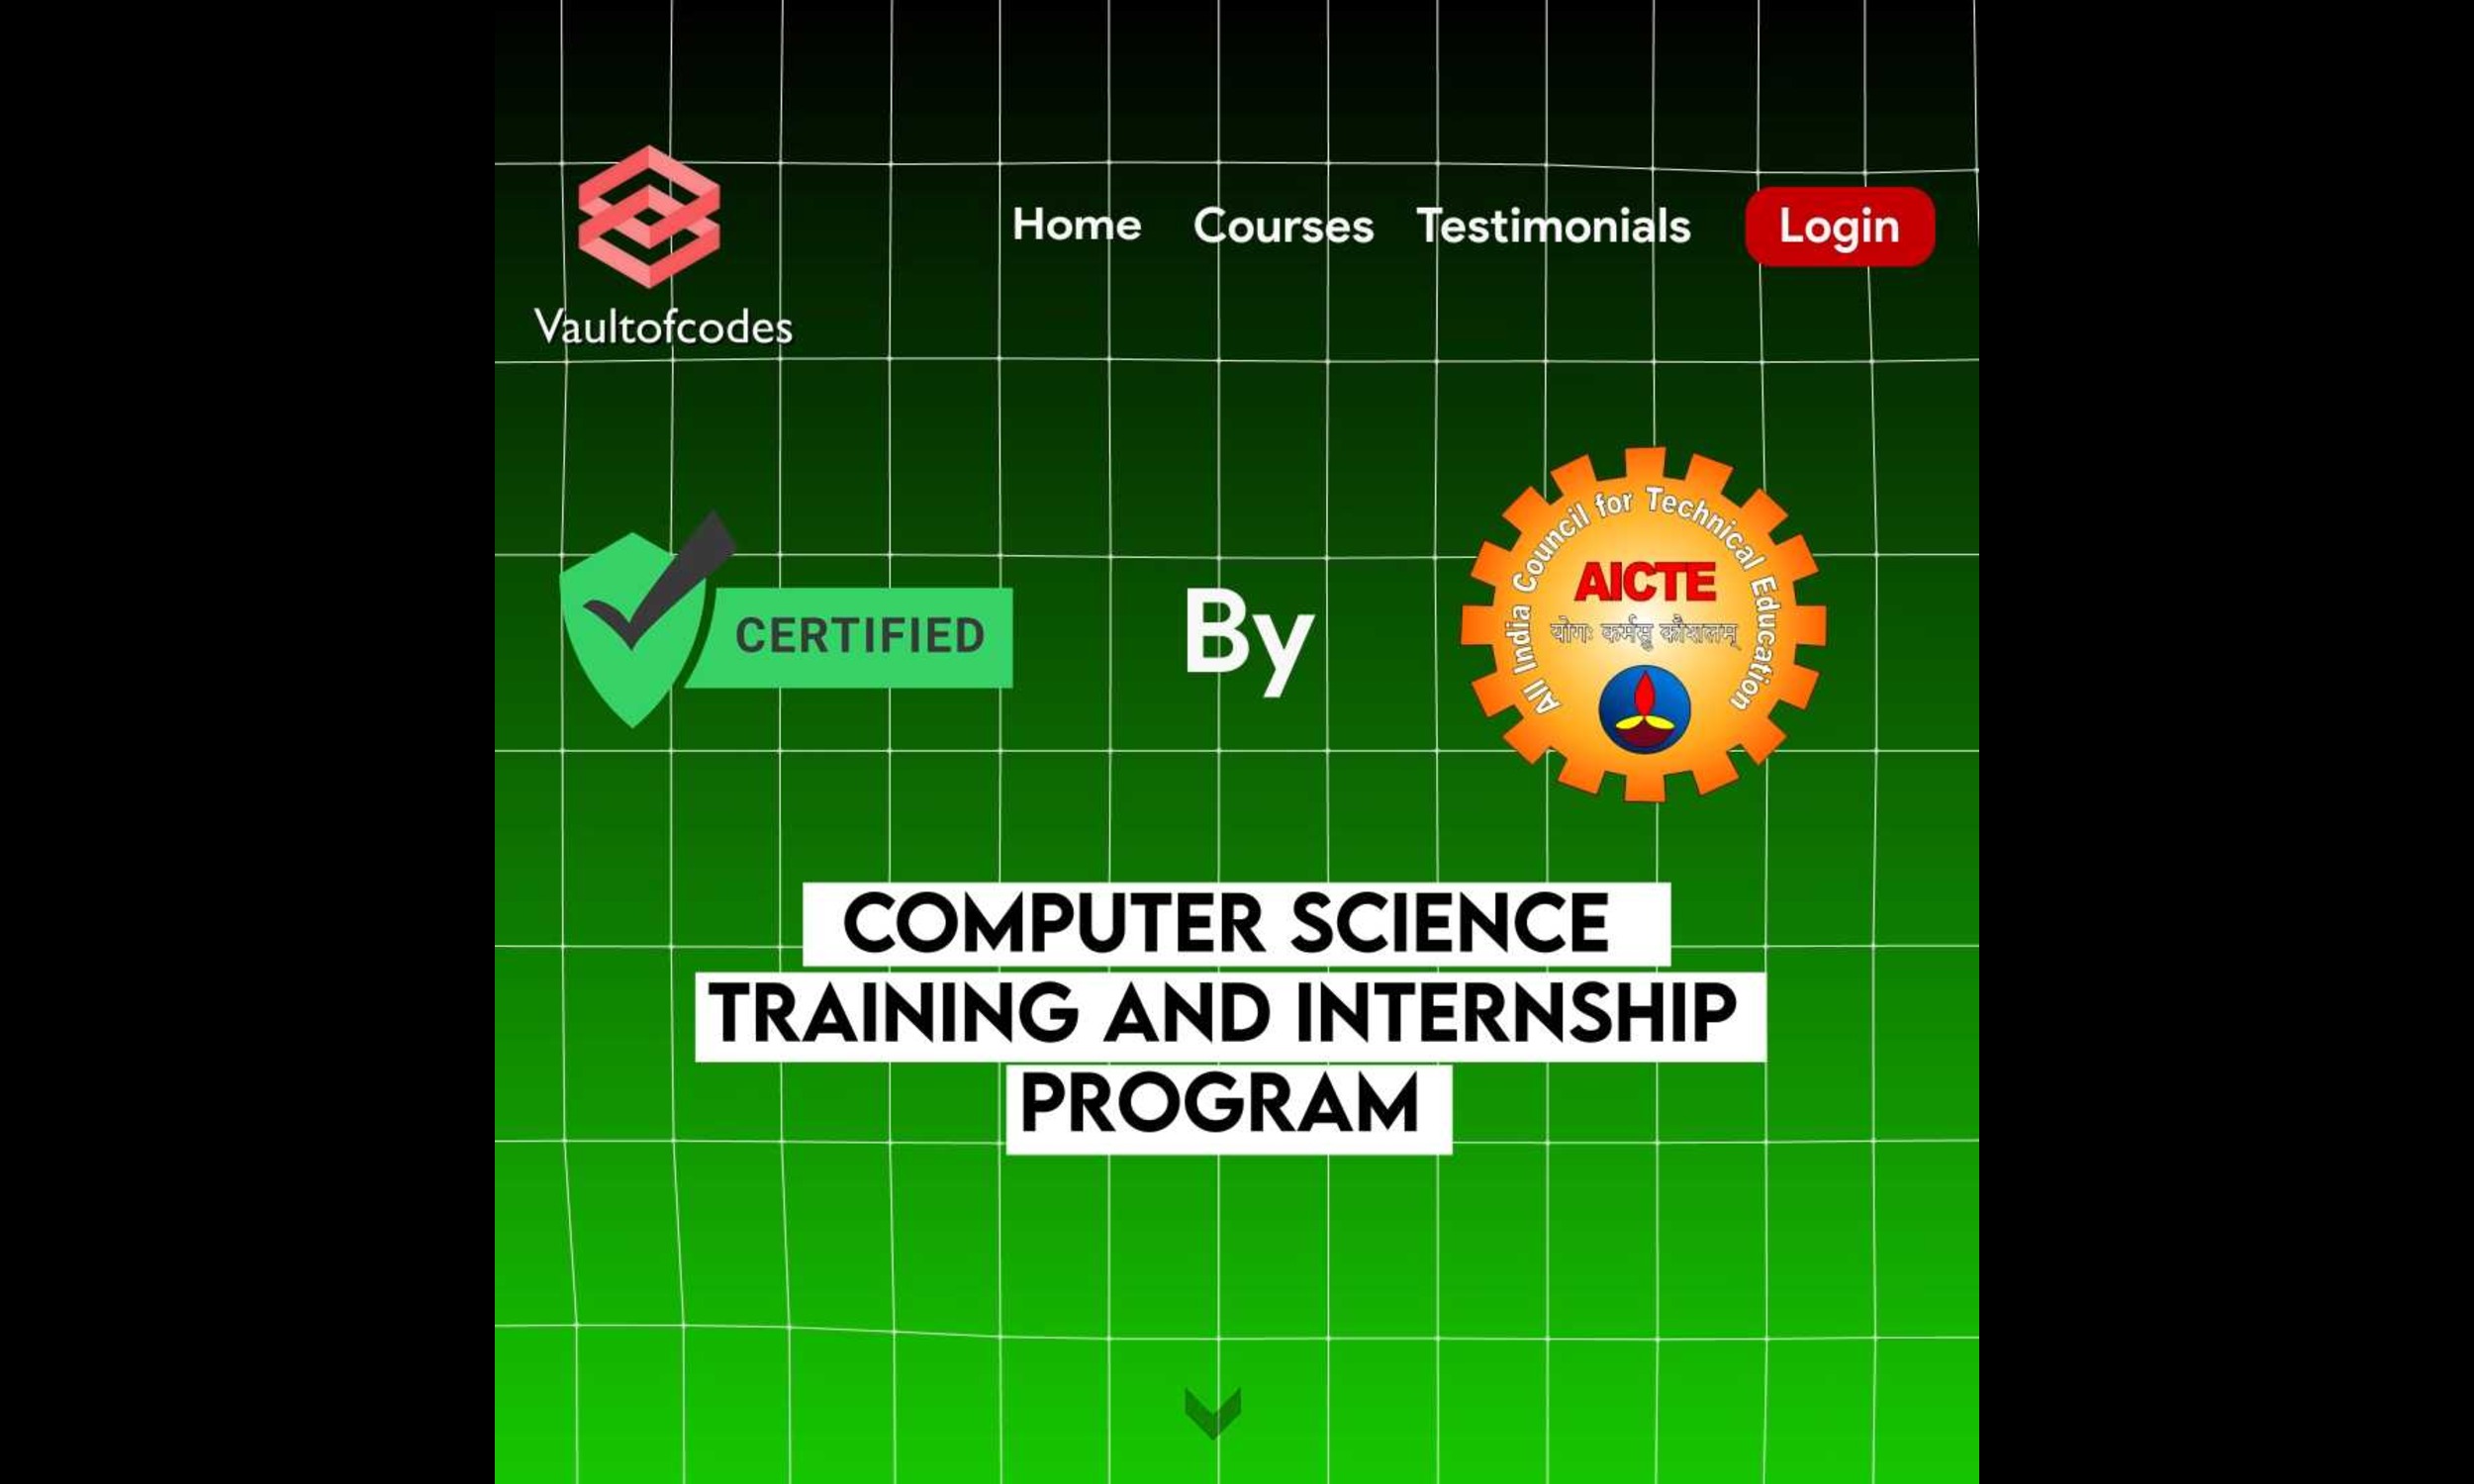 Vaultofcodes
Home Courses Testimonials Login
CERTIFIED
By
All India Council for Technical Education
AICTE
योगः कर्मसु कौशलम्
COMPUTER SCIENCE
TRAINING AND INTERNSHIP
PROGRAM